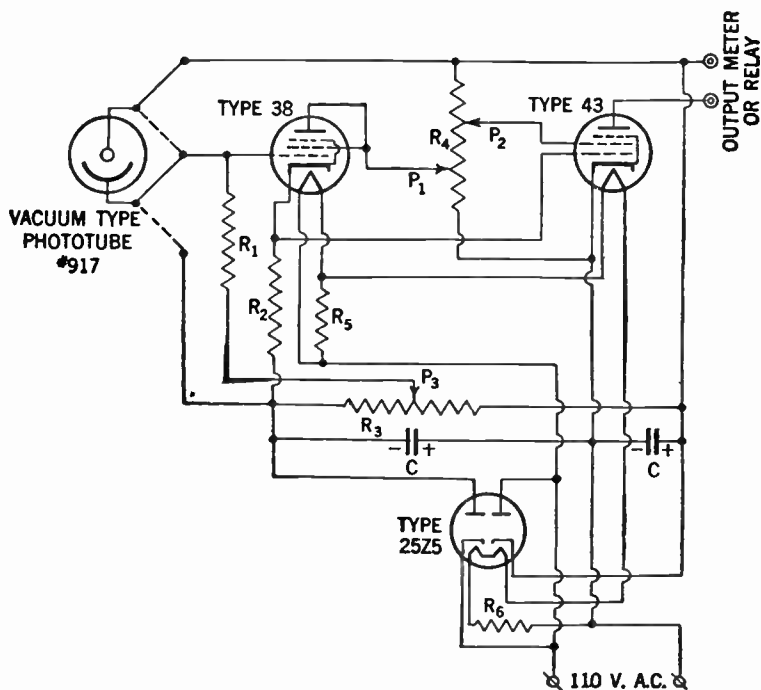 OUTPUT METER
OR RELAY
TYPE 38
TYPE 43
R4
P2
P1
VACUUM TYPE
PHOTOTUBE
#917
R1
R2
R5
P3
R3
- +
C
- +
C
TYPE
25Z5
R6
110 V. A.C.